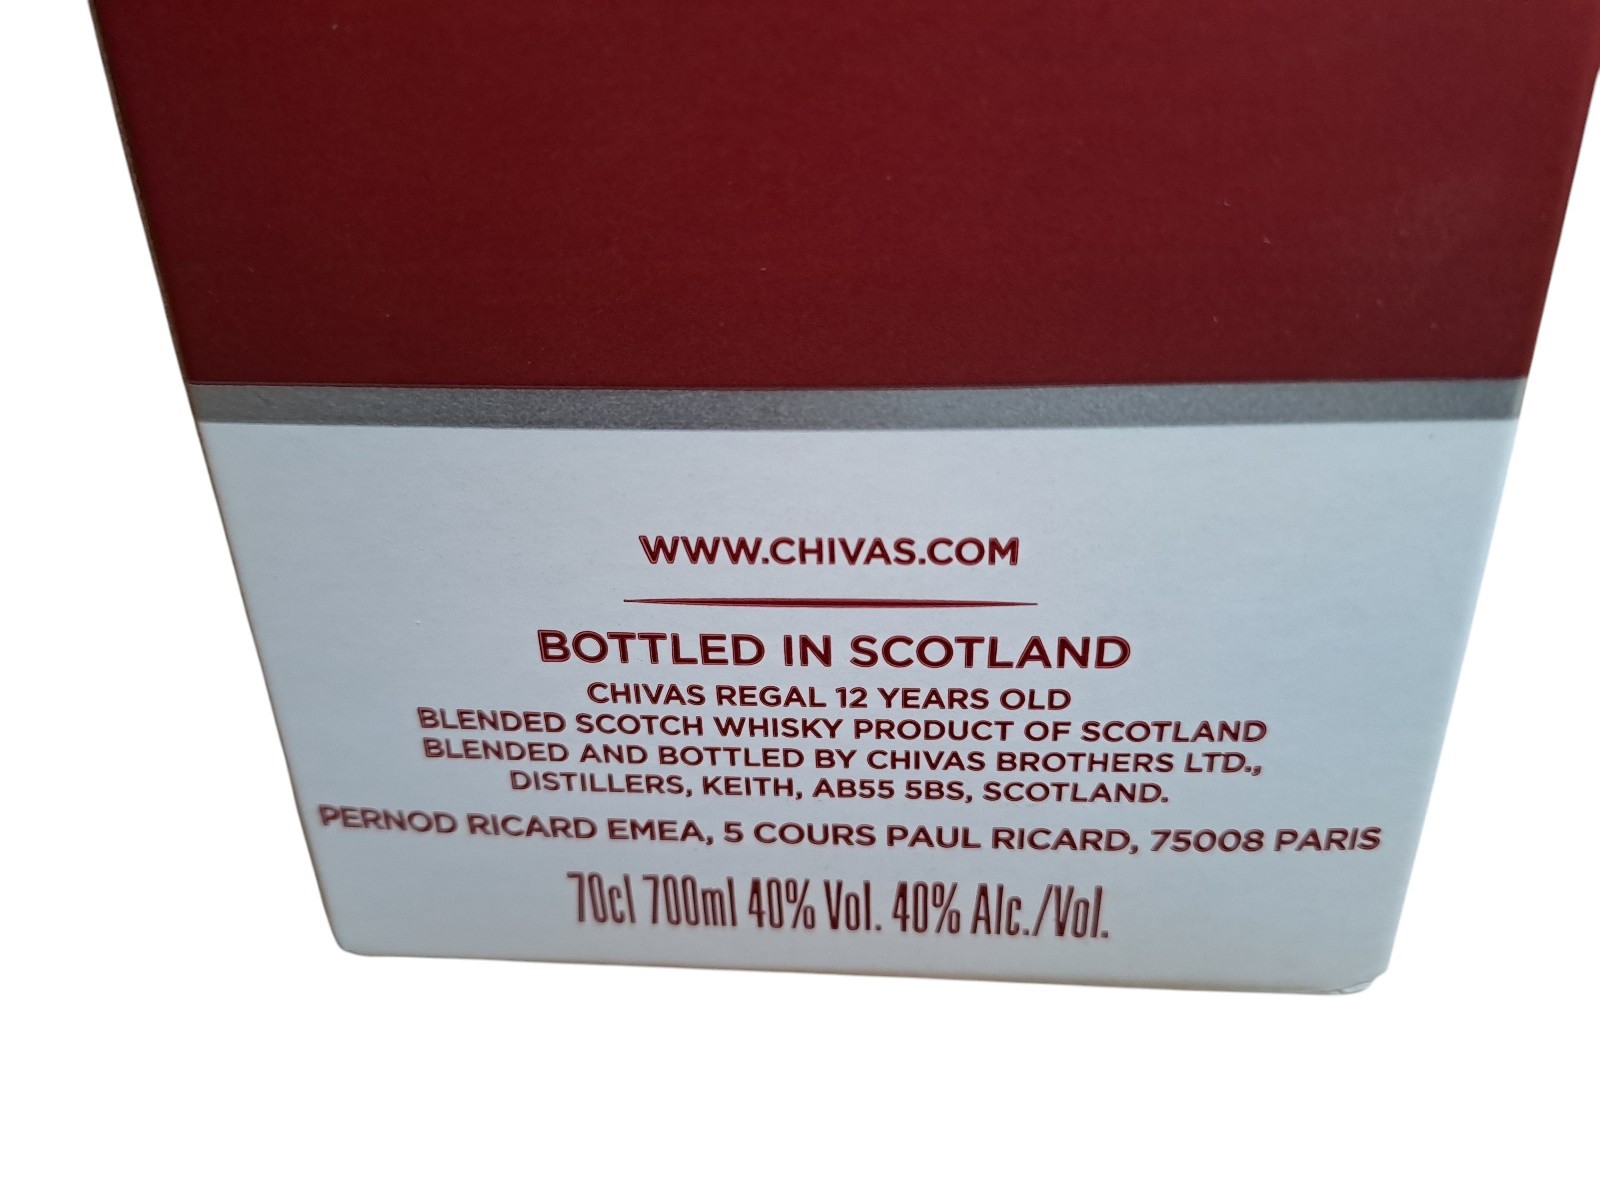 WWW.CHIVAS.COM
BOTTLED IN SCOTLAND
CHIVAS REGAL 12 YEARS OLD
BLENDED SCOTCH WHISKY PRODUCT OF SCOTLAND
BLENDED AND BOTTLED BY CHIVAS BROTHERS LTD.,
DISTILLERS, KEITH, AB55 5BS, SCOTLAND.
PERNOD RICARD EMEA, 5 COURS PAUL RICARD, 75008 PARIS
70cl 700ml 40% Vol. 40% Alc./Vol.